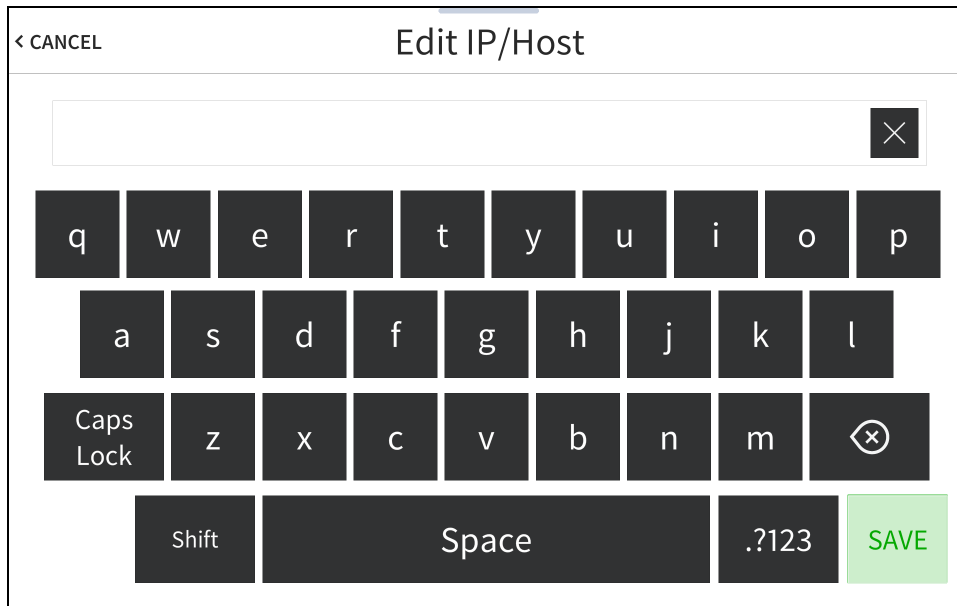 < CANCEL Edit IP/Host
q w e r t y u i o p
a s d f g h j k l
Caps
Lock z x c v b n m
Shift Space .?123 SAVE